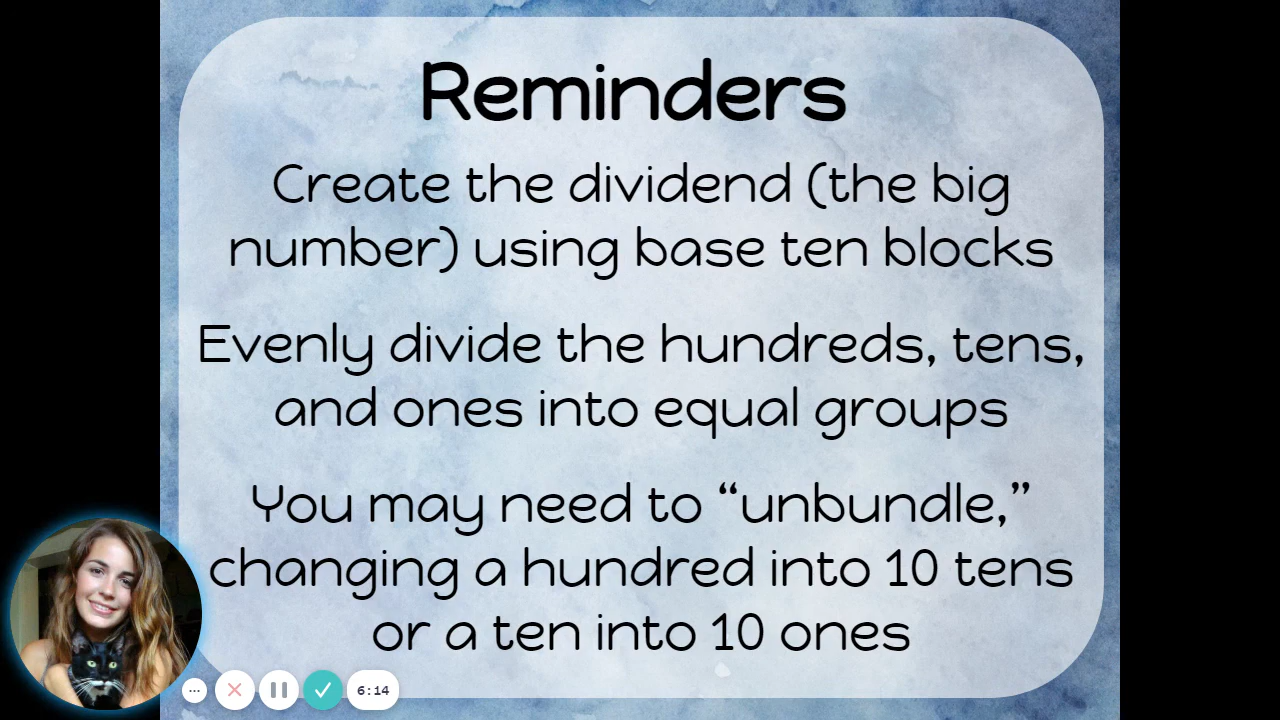 Reminders
Create the dividend (the big
number) using base ten blocks
Evenly divide the hundreds, tens,
and ones into equal groups
You may need to “unbundle,”
changing a hundred into 10 tens
or a ten into 10 ones
6:14